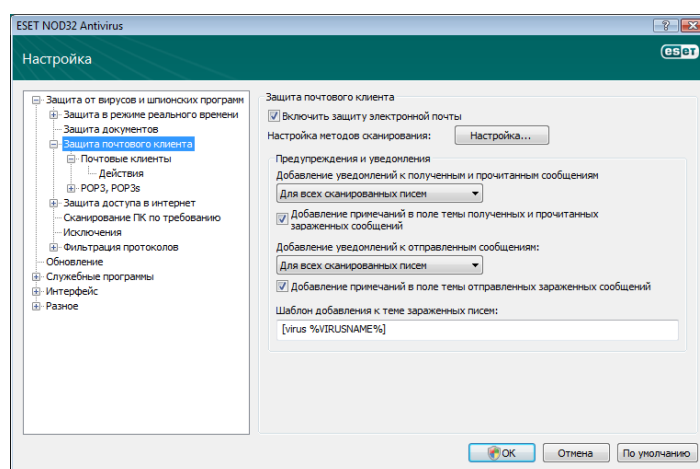 ESET NOD32 Antivirus
Настройка
eseт
Защита от вирусов и шпионских программ
Защита в режиме реального времени
Защита документов
Защита почтового клиента
Почтовые клиенты
Действия
POP3, POP3s
Защита доступа в интернет
Сканирование ПК по требованию
Исключения
Фильтрация протоколов
Обновление
Служебные программы
Интерфейс
Разное
Защита почтового клиента
Включить защиту электронной почты
Настройка методов сканирования:
Настройка...
Предупреждения и уведомления
Добавление уведомлений к полученным и прочитанным сообщениям
Для всех сканированных писем
Добавление примечаний в поле темы полученных и прочитанных
зараженных сообщений
Добавление уведомлений к отправленным сообщениям:
Для всех сканированных писем
Добавление примечаний в поле темы отправленных зараженных сообщений
Шаблон добавления к теме зараженных писем:
[virus %VIRUSNAME%]
OK
Отмена
По умолчанию